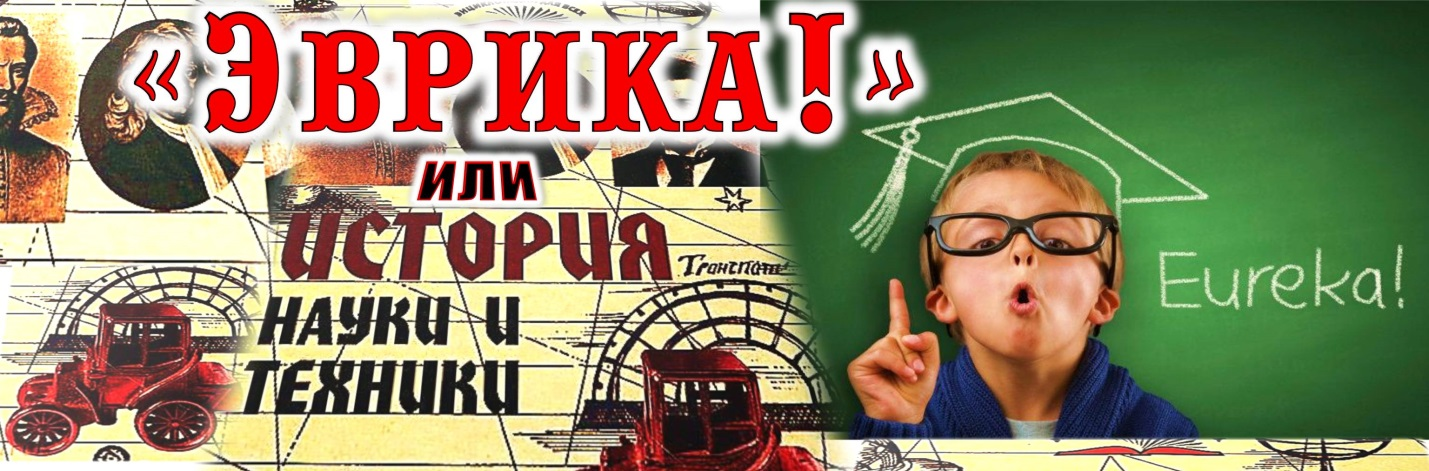 «ЭВРИКА!»
ИЛИ
ИСТОРИЯ
НАУКИ И
ТЕХНИКИ
Eureka!